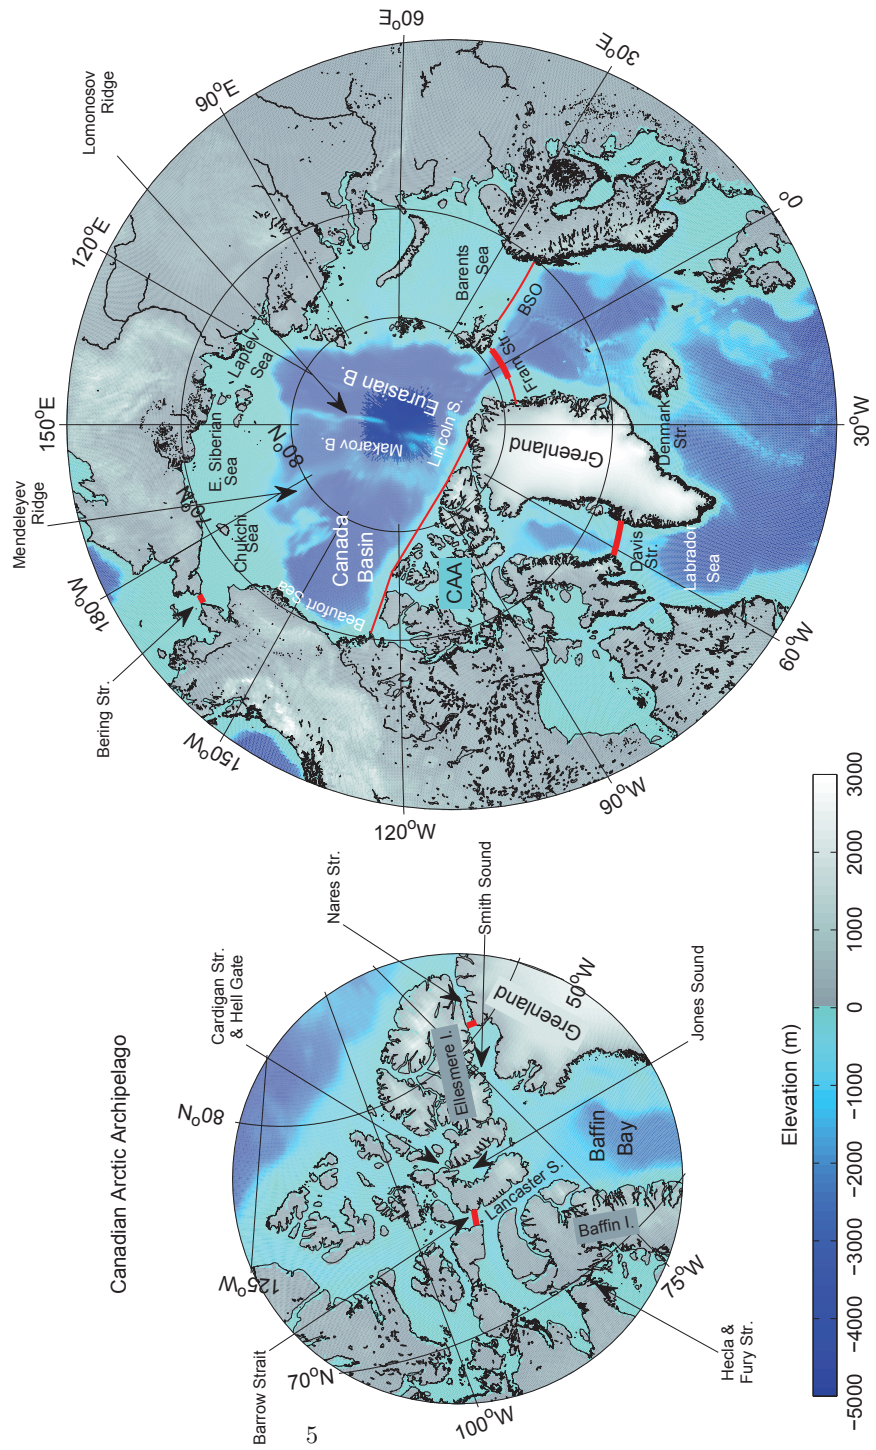 Lomonosov
Ridge
Mendeleyev
Ridge
Bering Str.
60°E
30°E
0°
30°W
60°W
90°W
120°W
150°W
180°W
150°E
120°E
90°E
80°N
70°N
Laptev
Sea
E. Siberian
Sea
Chukchi
Sea
Beaufort Sea
Canada
Basin
Makarov B.
Eurasian B.
Lincoln S.
Barents
Sea
BSO
Fram Str.
Greenland
Denmark
Str.
Davis
Str.
Labrador
Sea
CAA
Canadian Arctic Archipelago
Cardigan Str.
& Hell Gate
Nares Str.
Smith Sound
Jones Sound
Barrow Strait
Hecla &
Fury Str.
80°N
70°N
125°W
100°W
75°W
50°W
Ellesmere I.
Greenland
Lancaster S.
Baffin
Bay
Baffin I.
Elevation (m)
−5000
−4000
−3000
−2000
−1000
0
1000
2000
3000
5